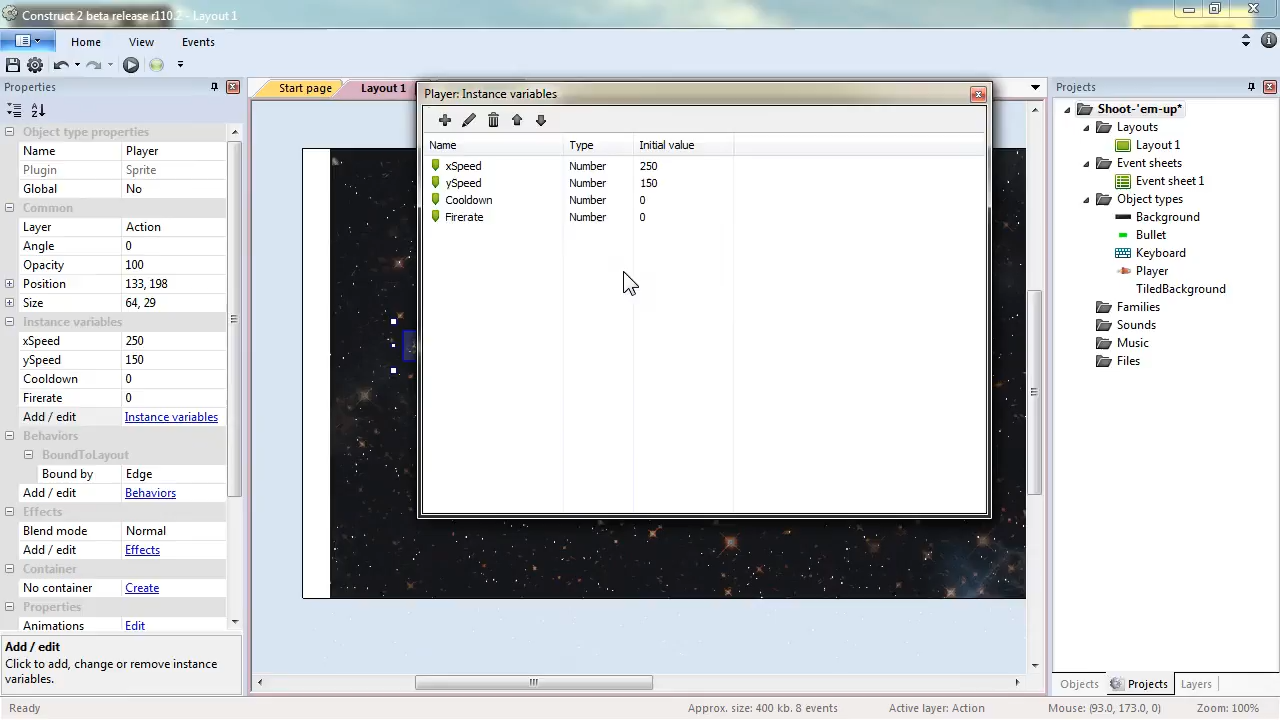 Construct 2 beta release r110.2 - Layout 1
Home View Events
Properties
Start page Layout 1
Object type properties
Name Player
Plugin Sprite
Global No
Common
Layer Action
Angle 0
Opacity 100
Position 133, 198
Size 64, 29
Instance variables
xSpeed 250
ySpeed 150
Cooldown 0
Firerate 0
Add / edit Instance variables
Behaviors
BoundToLayout
Bound by Edge
Add / edit Behaviors
Effects
Blend mode Normal
Add / edit Effects
Container
No container Create
Properties
Animations Edit
Add / edit
Click to add, change or remove instance
variables.
Player: Instance variables
Name Type Initial value
xSpeed Number 250
ySpeed Number 150
Cooldown Number 0
Firerate Number 0
Projects
Shoot-'em-up*
Layouts
Layout 1
Event sheets
Event sheet 1
Object types
Background
Bullet
Keyboard
Player
TiledBackground
Families
Sounds
Music
Files
Objects Projects Layers
Ready Approx. size: 400 kb. 8 events Active layer: Action Mouse: (93.0, 173.0, 0) Zoom: 100%